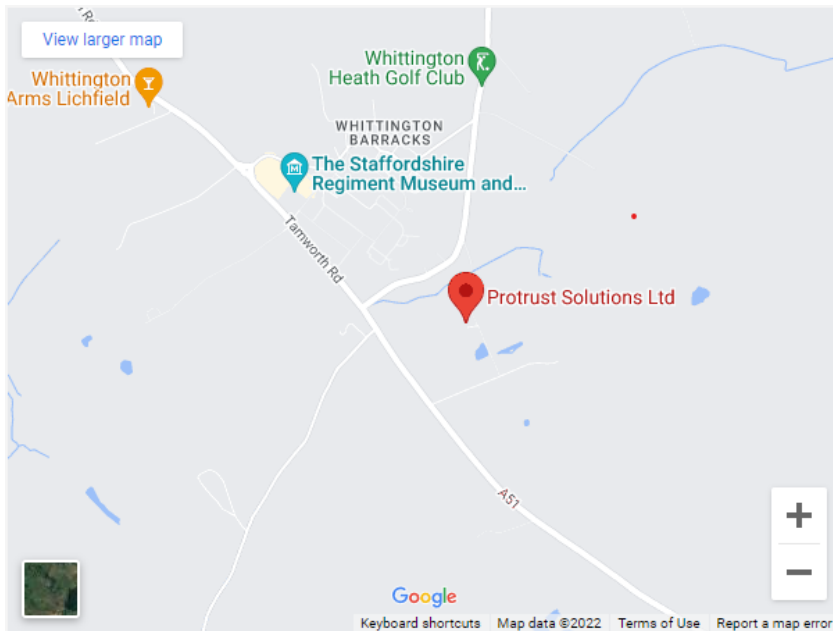 View larger map
Rd
Whittington
Arms Lichfield
Whittington
Heath Golf Club
WHITTINGTON
BARRACKS
The Staffordshire
Regiment Museum and...
Tamworth Rd
Protrust Solutions Ltd
A51
Google
Keyboard shortcuts
Map data ©2022
Terms of Use
Report a map error